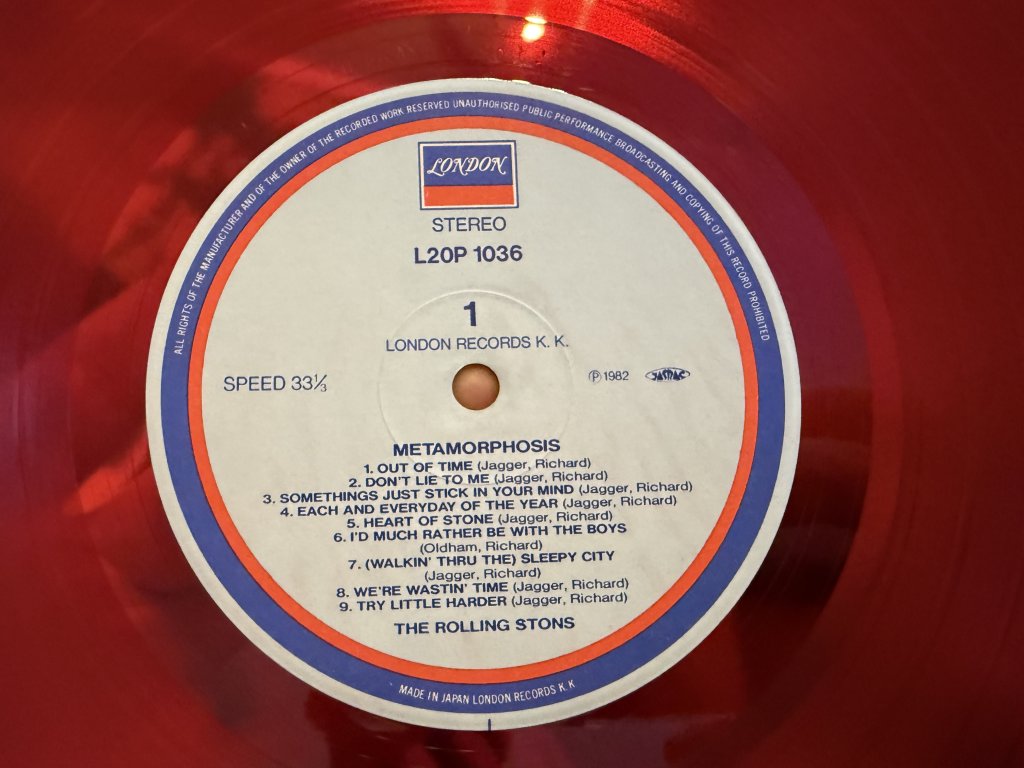 ALL RIGHTS OF THE MANUFACTURER AND OF THE OWNER OF THE RECORDED WORK RESERVED UNAUTHORISED PUBLIC PERFORMANCE BROADCASTING AND COPYING OF THIS RECORD PROHIBITED
LONDON
STEREO
L20P 1036
1
LONDON RECORDS K. K.
SPEED 33⅓
Ⓟ 1982 JASRAC
METAMORPHOSIS
1. OUT OF TIME (Jagger, Richard)
2. DON'T LIE TO ME (Jagger, Richard)
3. SOMETHINGS JUST STICK IN YOUR MIND (Jagger, Richard)
4. EACH AND EVERYDAY OF THE YEAR (Jagger, Richard)
5. HEART OF STONE (Jagger, Richard)
6. I'D MUCH RATHER BE WITH THE BOYS
(Oldham, Richard)
7. (WALKIN' THRU THE) SLEEPY CITY
(Jagger, Richard)
8. WE'RE WASTIN' TIME (Jagger, Richard)
9. TRY LITTLE HARDER (Jagger, Richard)
THE ROLLING STONS
MADE IN JAPAN LONDON RECORDS K. K